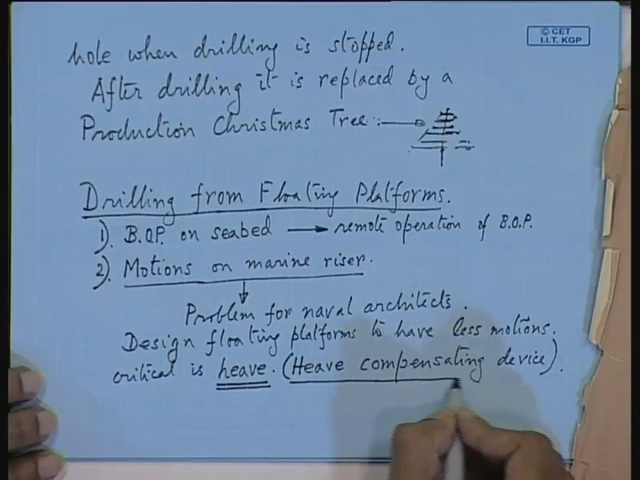 © CET
I.I.T. KGP
hole when drilling is stopped.
After drilling it is replaced by a
Production Christmas Tree :
Drilling from Floating Platforms.
1). B.O.P. on seabed → remote operation of B.O.P.
2). Motions on marine riser.
Problem for naval architects.
Design floating platforms to have less motions.
critical is heave. (Heave compensating device).